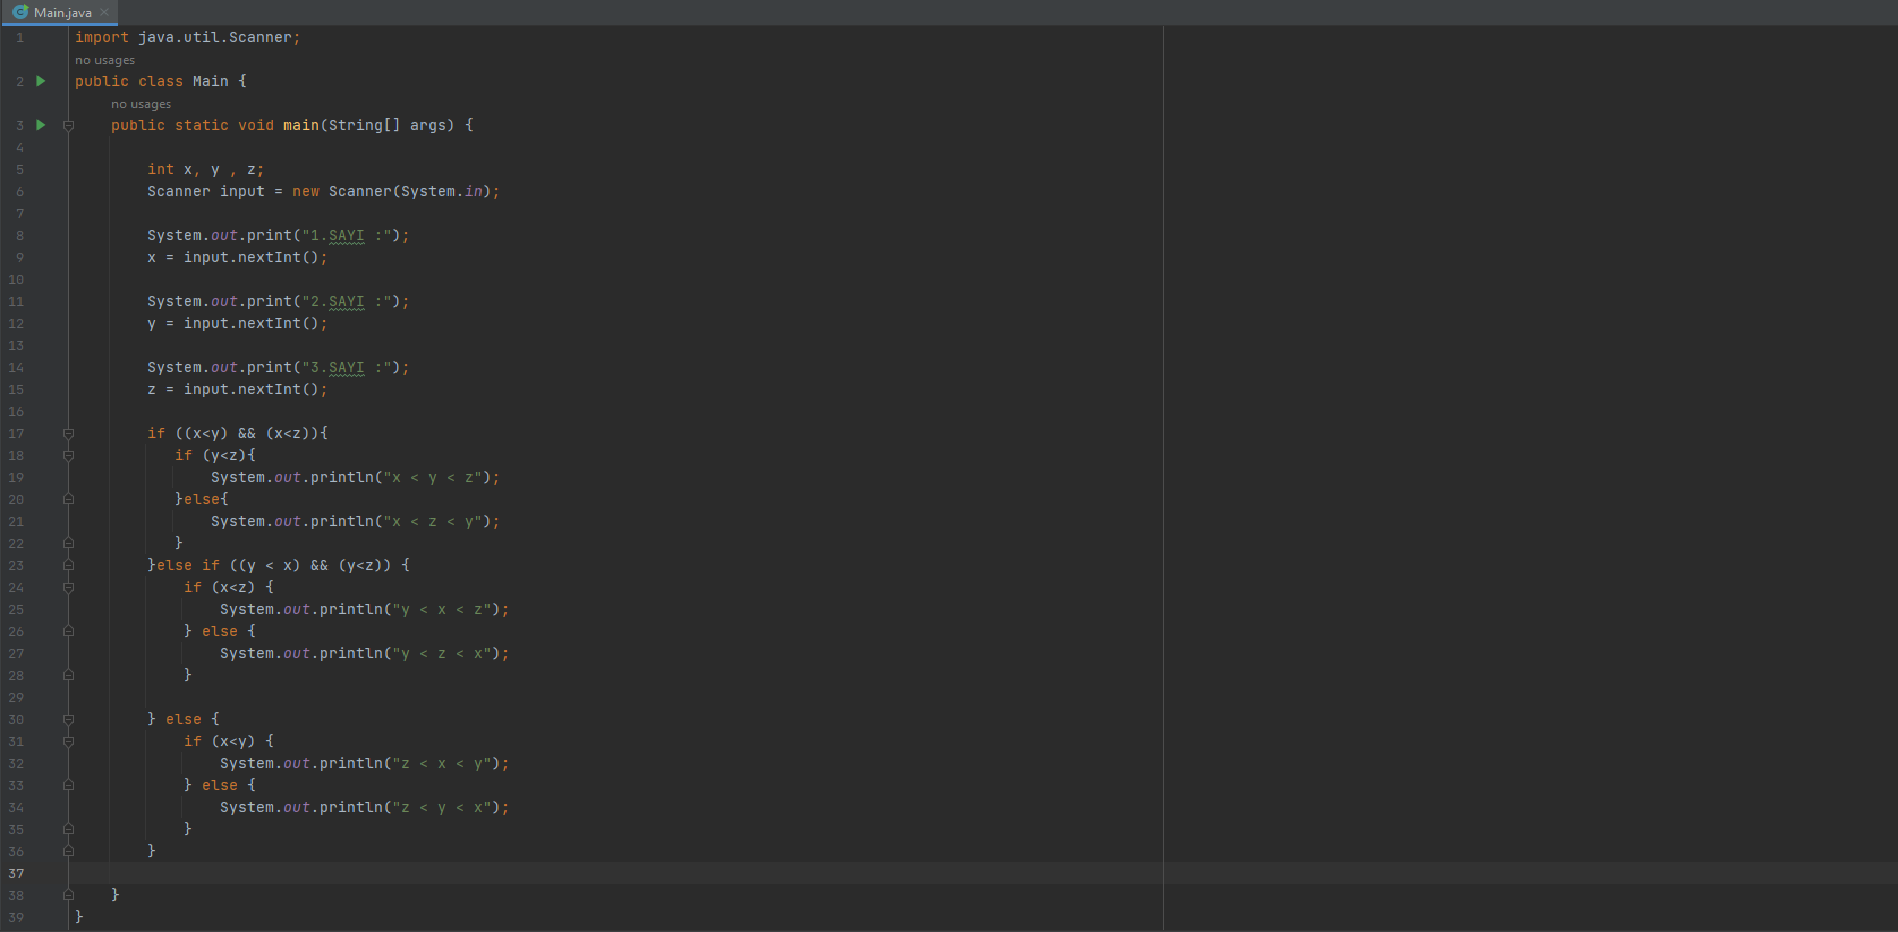 Main.java
1 import java.util.Scanner;
no usages
2 public class Main {
no usages
3 public static void main(String[] args) {
4
5 int x, y , z;
6 Scanner input = new Scanner(System.in);
7
8 System.out.print("1.SAYI :");
9 x = input.nextInt();
10
11 System.out.print("2.SAYI :");
12 y = input.nextInt();
13
14 System.out.print("3.SAYI :");
15 z = input.nextInt();
16
17 if ((x<y) && (x<z)){
18 if (y<z){
19 System.out.println("x < y < z");
20 }else{
21 System.out.println("x < z < y");
22 }
23 }else if ((y < x) && (y<z)) {
24 if (x<z) {
25 System.out.println("y < x < z");
26 } else {
27 System.out.println("y < z < x");
28 }
29
30 } else {
31 if (x<y) {
32 System.out.println("z < x < y");
33 } else {
34 System.out.println("z < y < x");
35 }
36 }
37
38 }
39 }